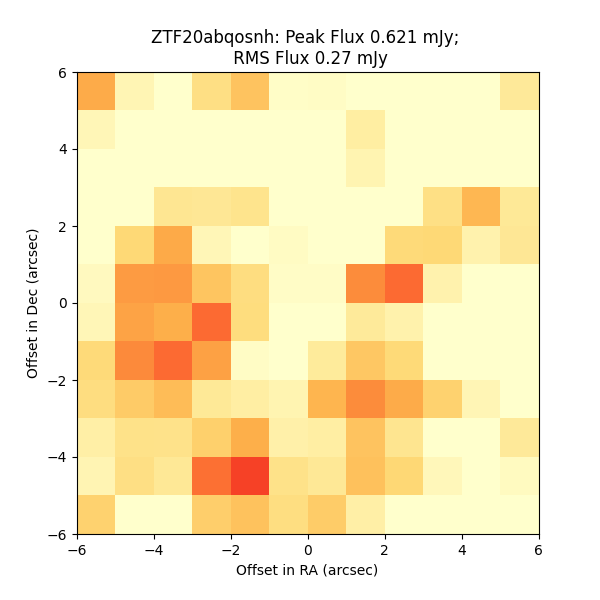 ZTF20abqosnh: Peak Flux 0.621 mJy;
RMS Flux 0.27 mJy
6
4
2
0
−2
−4
−6
Offset in Dec (arcsec)
−6 −4 −2 0 2 4 6
Offset in RA (arcsec)